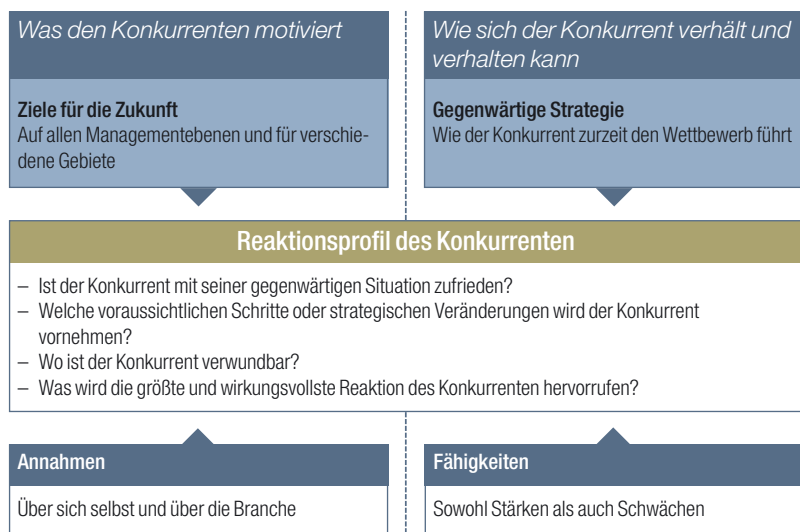 Was den Konkurrenten motiviert
Wie sich der Konkurrent verhält und
verhalten kann
Ziele für die Zukunft
Auf allen Managementebenen und für verschie-
dene Gebiete
Gegenwärtige Strategie
Wie der Konkurrent zurzeit den Wettbewerb führt
Reaktionsprofil des Konkurrenten
– Ist der Konkurrent mit seiner gegenwärtigen Situation zufrieden?
– Welche voraussichtlichen Schritte oder strategischen Veränderungen wird der Konkurrent
vornehmen?
– Wo ist der Konkurrent verwundbar?
– Was wird die größte und wirkungsvollste Reaktion des Konkurrenten hervorrufen?
Annahmen
Über sich selbst und über die Branche
Fähigkeiten
Sowohl Stärken als auch Schwächen